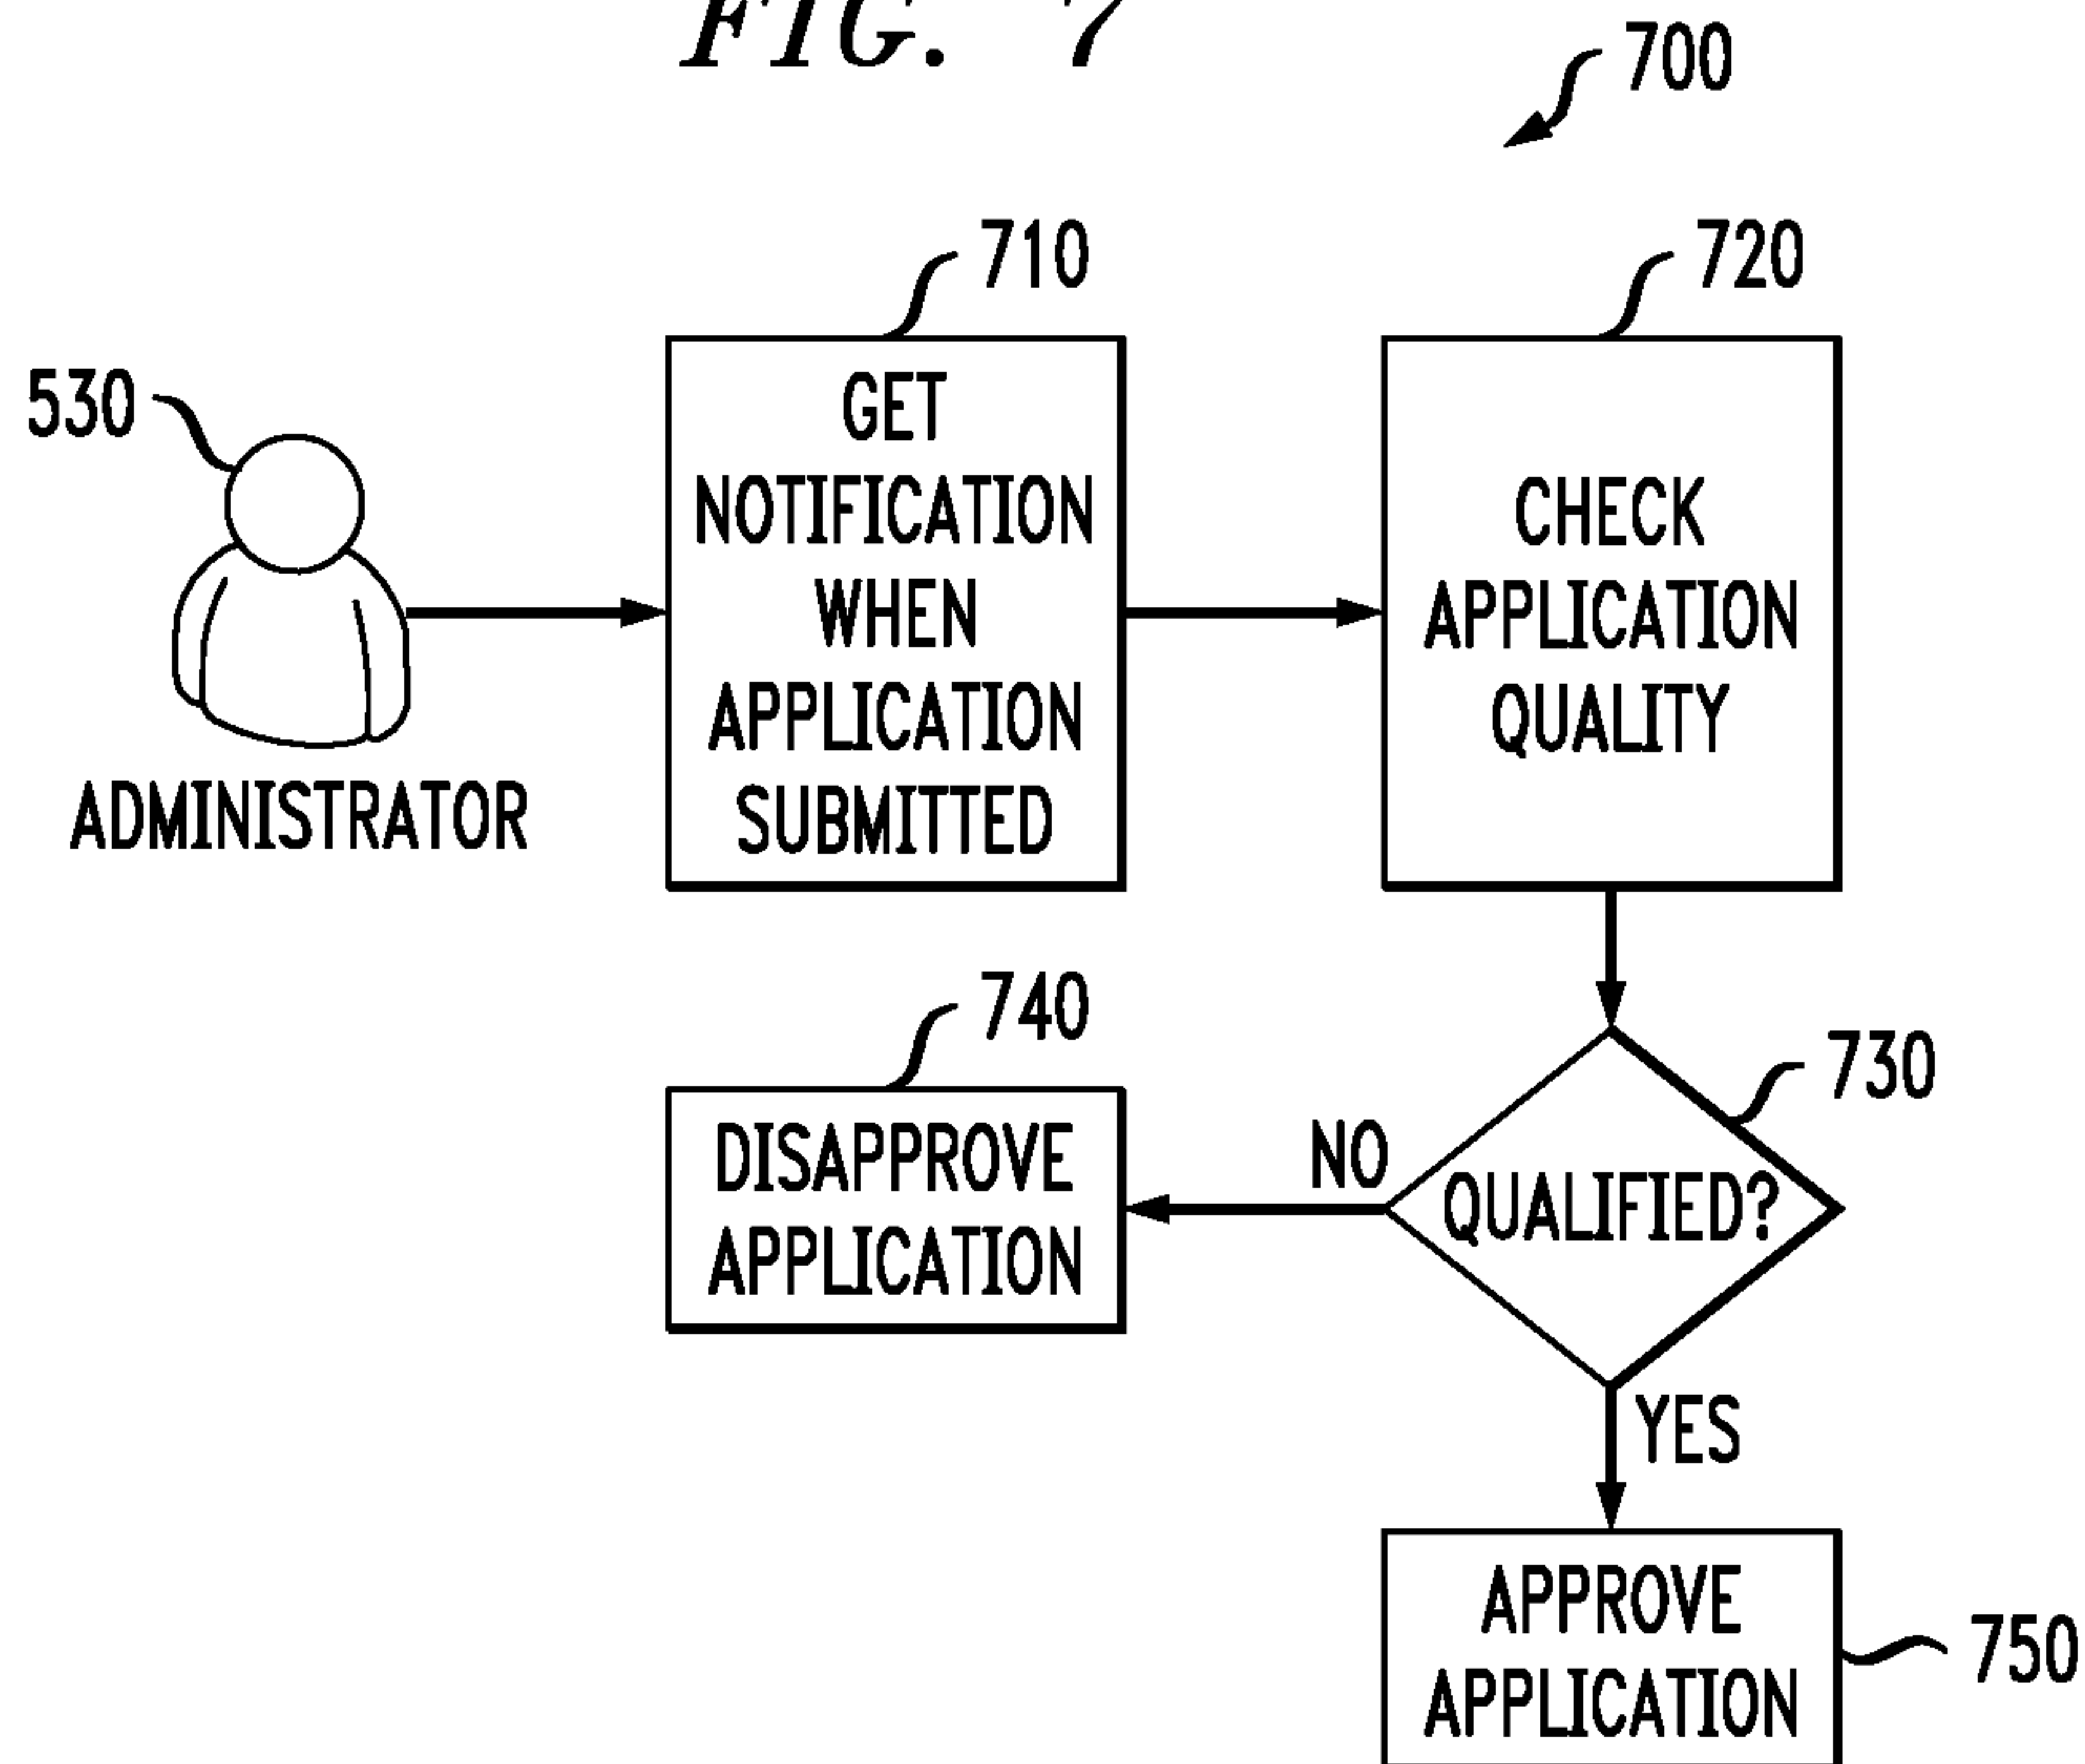 FIG. 7
700
710
720
530
GET
NOTIFICATION
WHEN
APPLICATION
SUBMITTED
CHECK
APPLICATION
QUALITY
ADMINISTRATOR
740
730
DISAPPROVE
APPLICATION
NO
QUALIFIED?
YES
APPROVE
APPLICATION
750